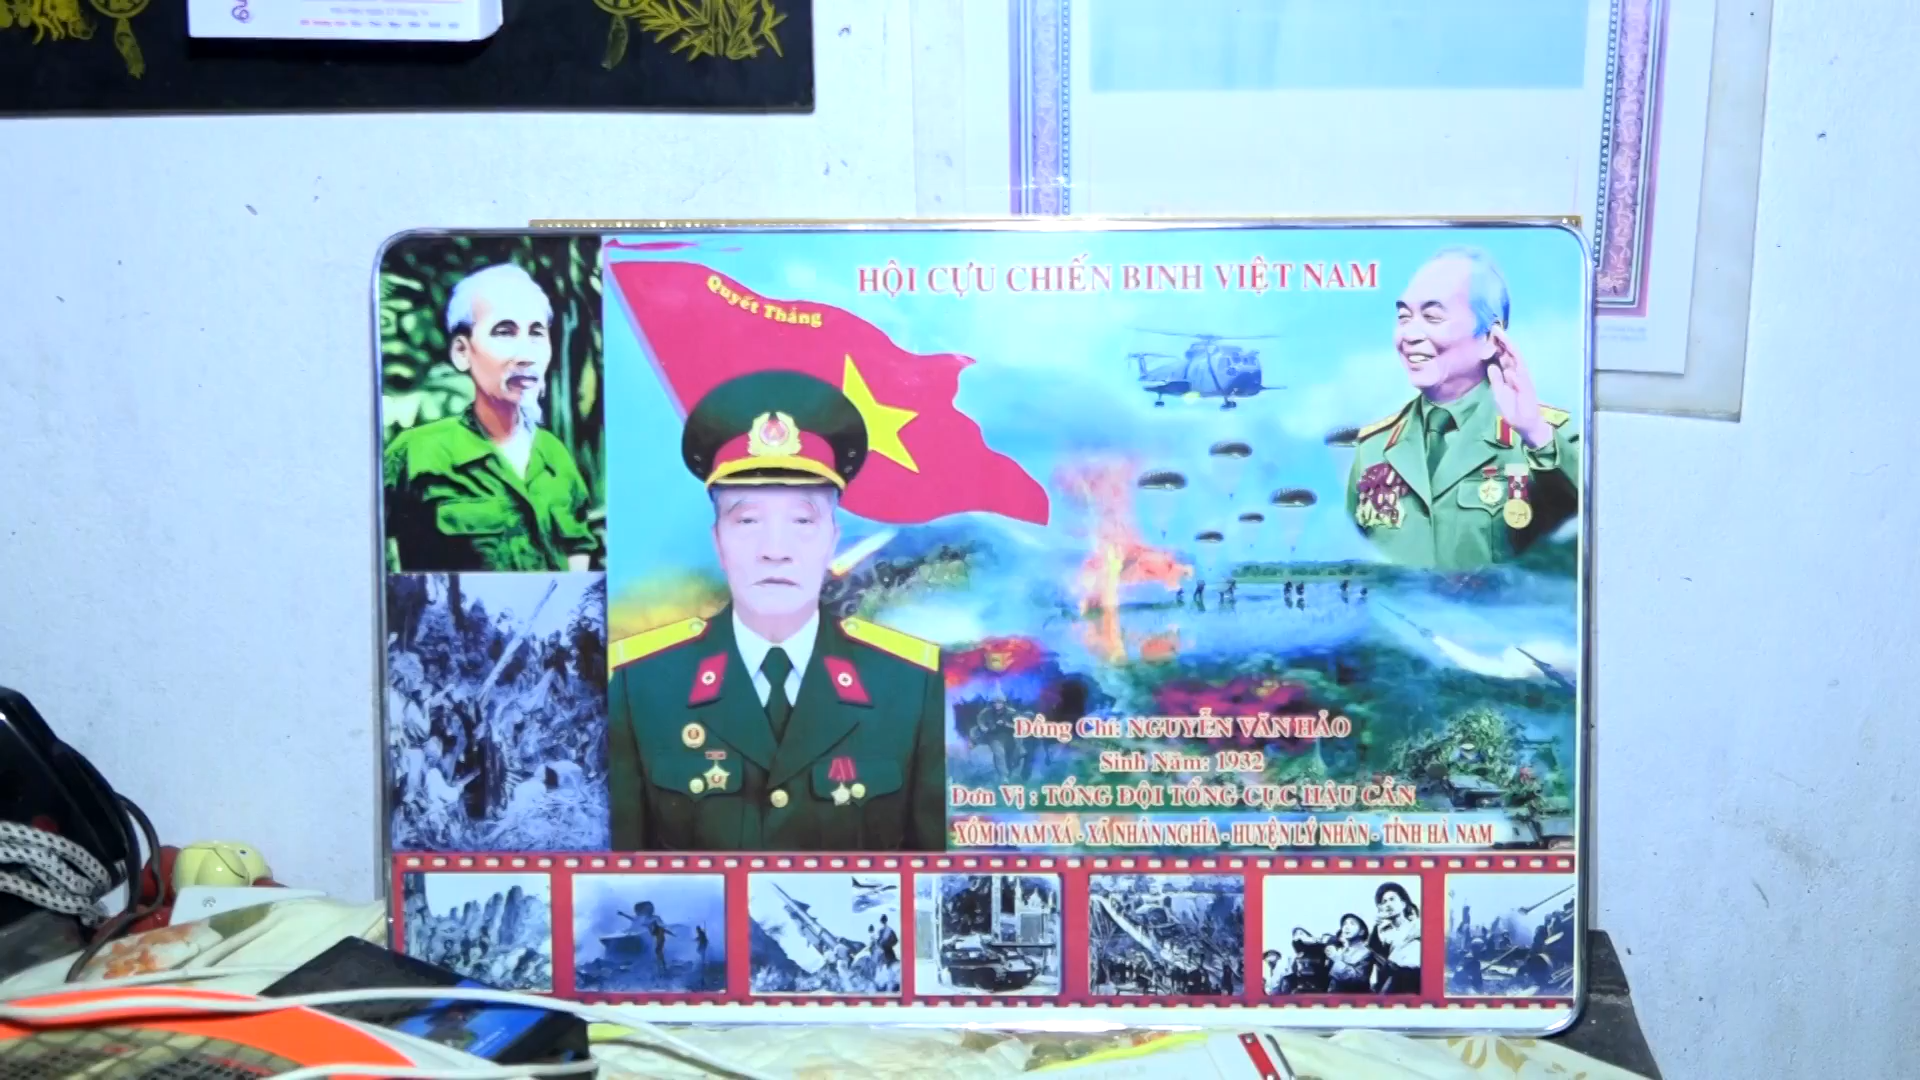 HỘI CỰU CHIẾN BINH VIỆT NAM
Quyết Thắng
Đồng Chí: NGUYỄN VĂN HẢO
Sinh Năm: 1932
Đơn Vị : TỔNG ĐỘI TỔNG CỤC HẬU CẦN
XÓM 1 NAM XÁ - XÃ NHÂN NGHĨA - HUYỆN LÝ NHÂN - TỈNH HÀ NAM